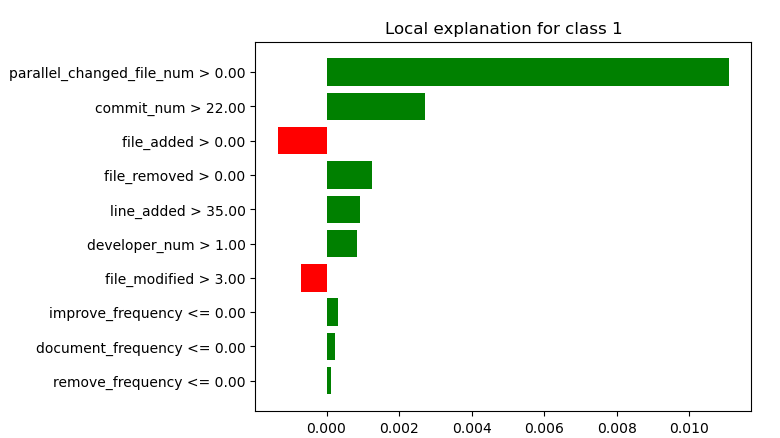 Local explanation for class 1
parallel_changed_file_num > 0.00
commit_num > 22.00
file_added > 0.00
file_removed > 0.00
line_added > 35.00
developer_num > 1.00
file_modified > 3.00
improve_frequency <= 0.00
document_frequency <= 0.00
remove_frequency <= 0.00
0.000 0.002 0.004 0.006 0.008 0.010